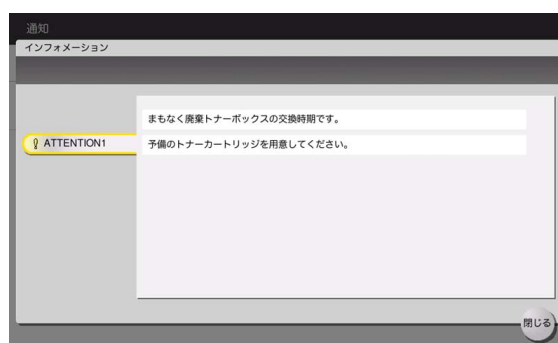 通知
インフォメーション
まもなく廃棄トナーボックスの交換時期です。
ATTENTION1
予備のトナーカートリッジを用意してください。
閉じる